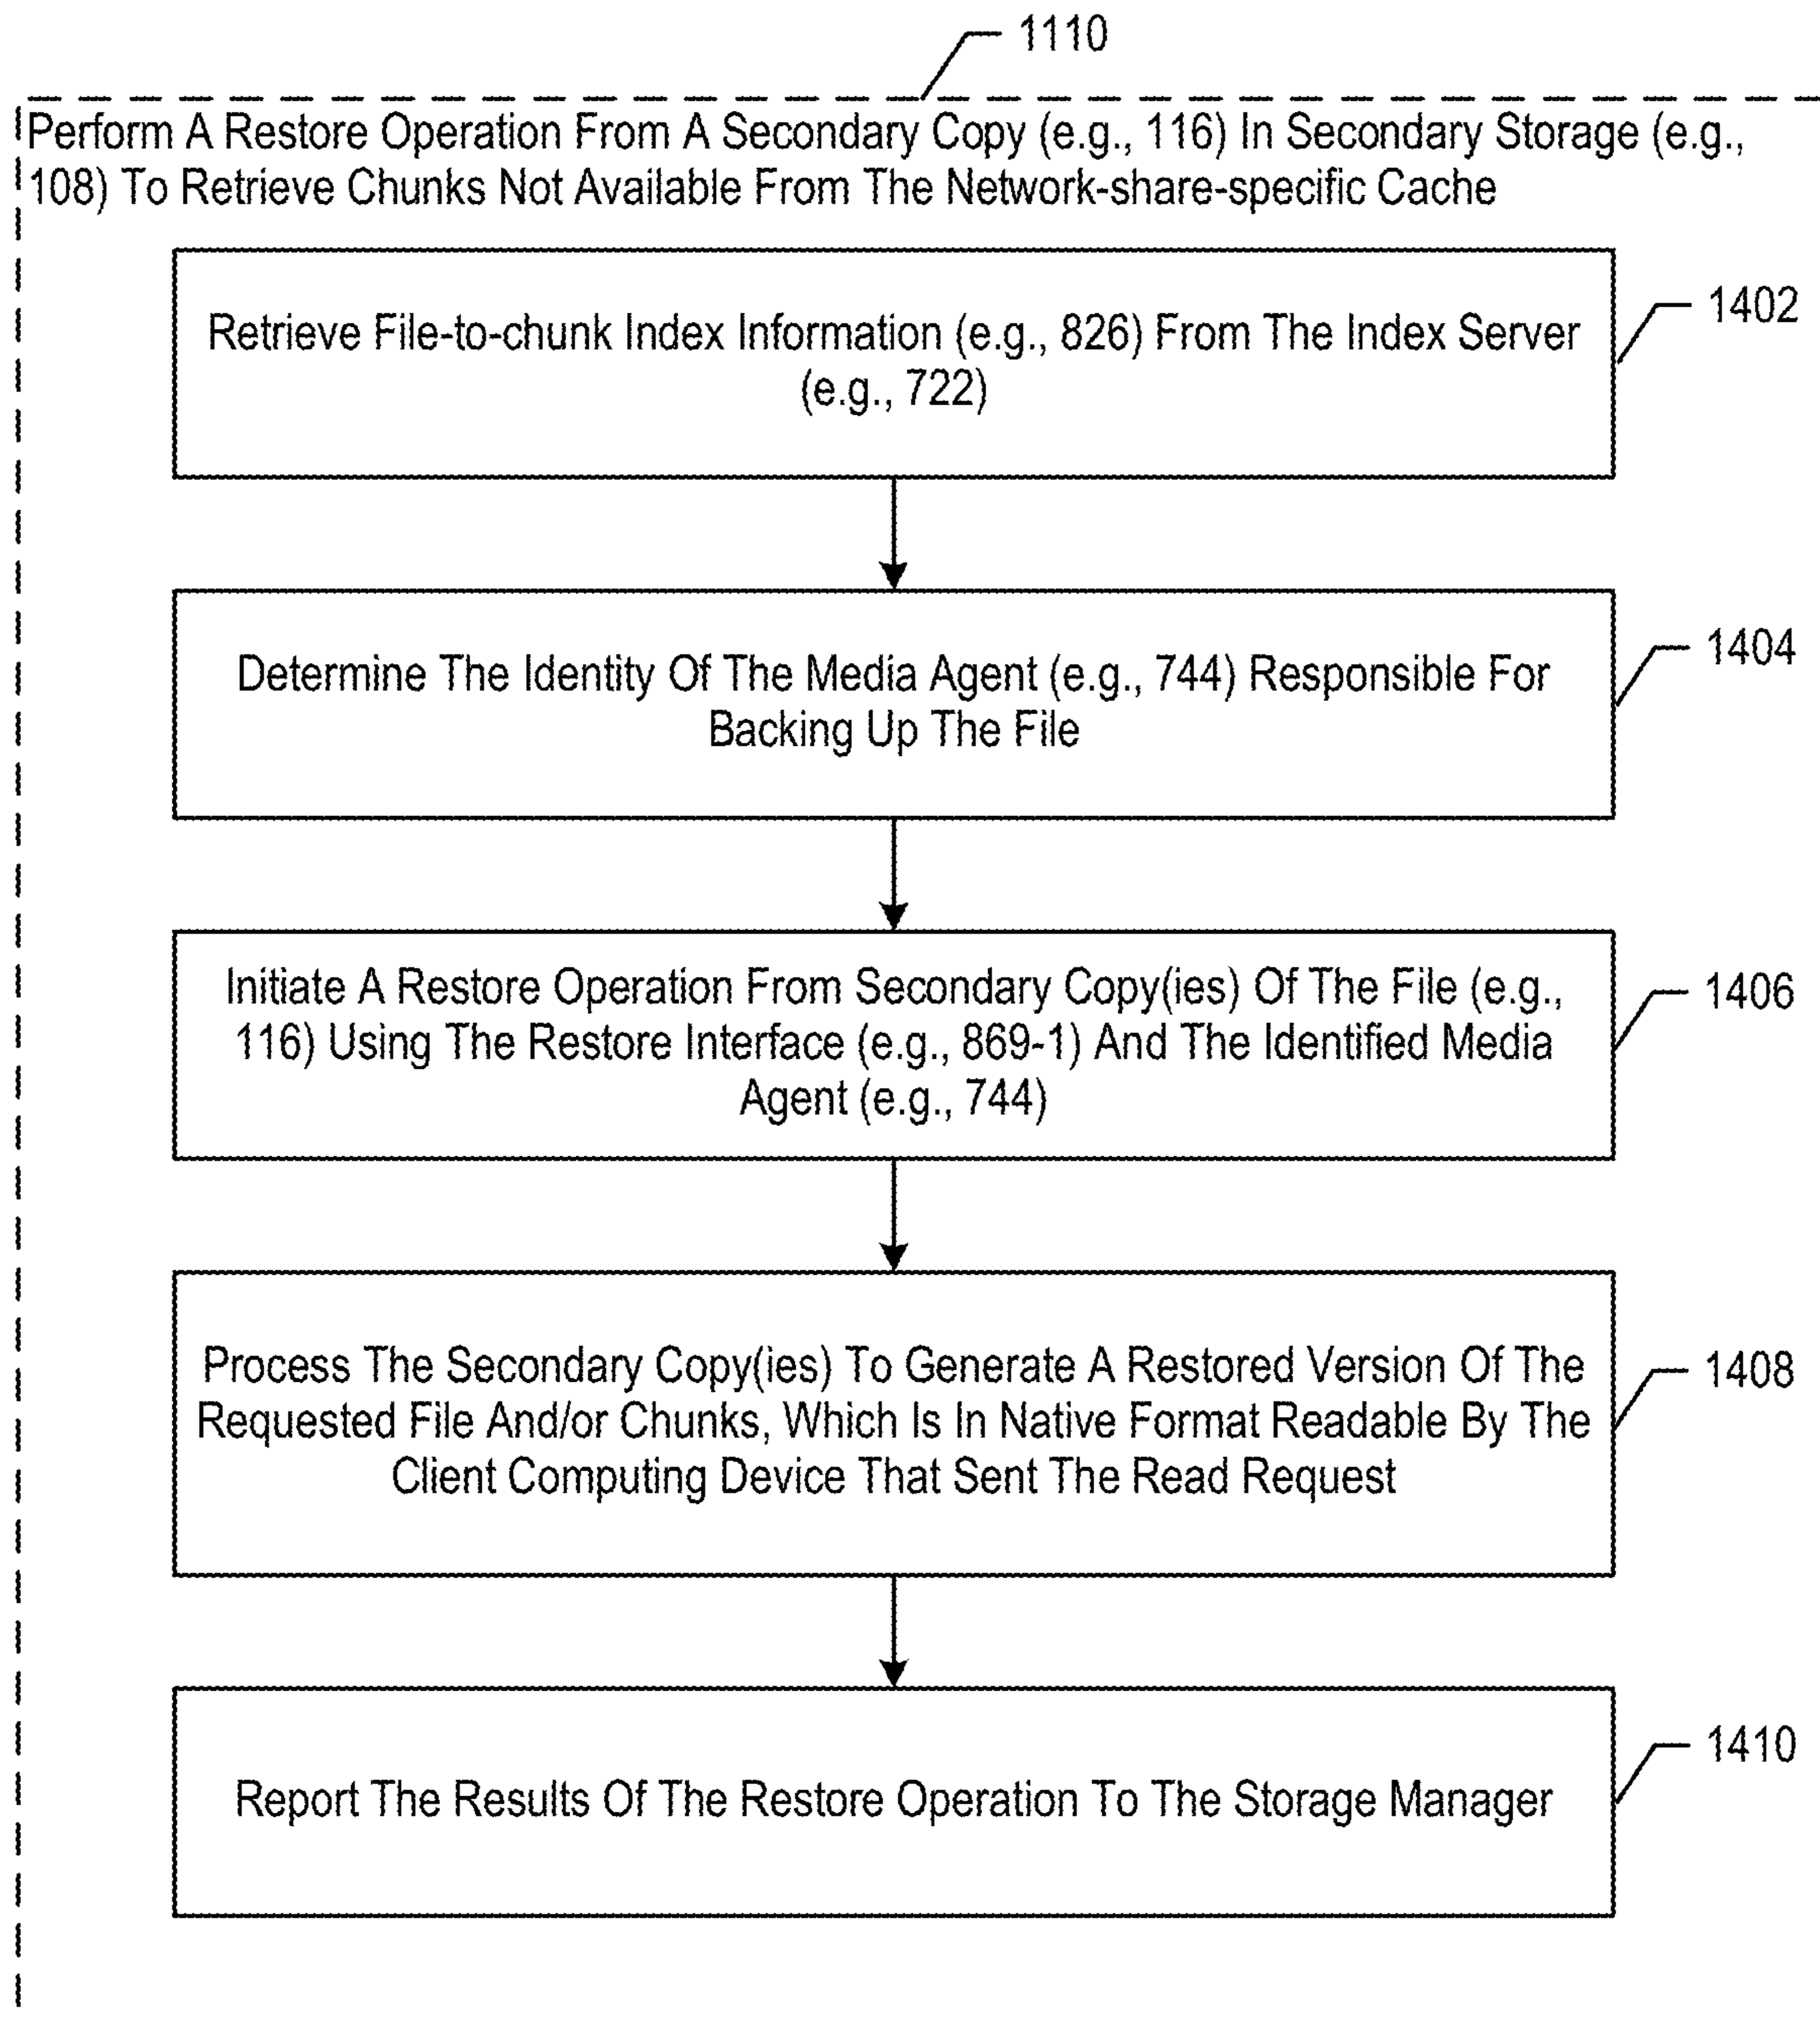 1110
Perform A Restore Operation From A Secondary Copy (e.g., 116) In Secondary Storage (e.g.,
108) To Retrieve Chunks Not Available From The Network-share-specific Cache
Retrieve File-to-chunk Index Information (e.g., 826) From The Index Server
(e.g., 722)
1402
Determine The Identity Of The Media Agent (e.g., 744) Responsible For
Backing Up The File
1404
Initiate A Restore Operation From Secondary Copy(ies) Of The File (e.g.,
116) Using The Restore Interface (e.g., 869-1) And The Identified Media
Agent (e.g., 744)
1406
Process The Secondary Copy(ies) To Generate A Restored Version Of The
Requested File And/or Chunks, Which Is In Native Format Readable By The
Client Computing Device That Sent The Read Request
1408
Report The Results Of The Restore Operation To The Storage Manager
1410